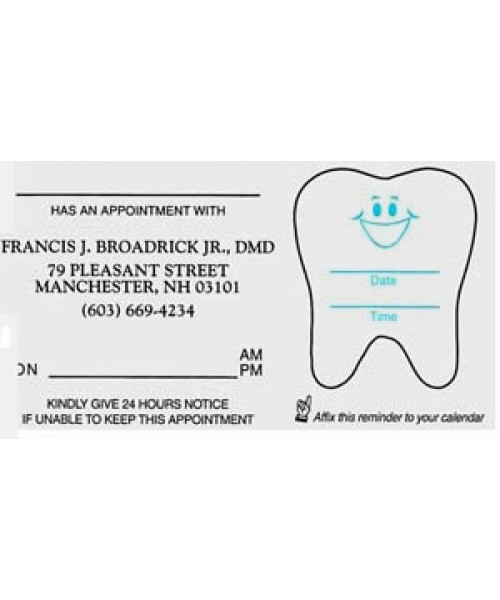 HAS AN APPOINTMENT WITH
FRANCIS J. BROADRICK JR., DMD
79 PLEASANT STREET
MANCHESTER, NH 03101
(603) 669-4234
ON
AM
PM
KINDLY GIVE 24 HOURS NOTICE
IF UNABLE TO KEEP THIS APPOINTMENT
Date
Time
Affix this reminder to your calendar